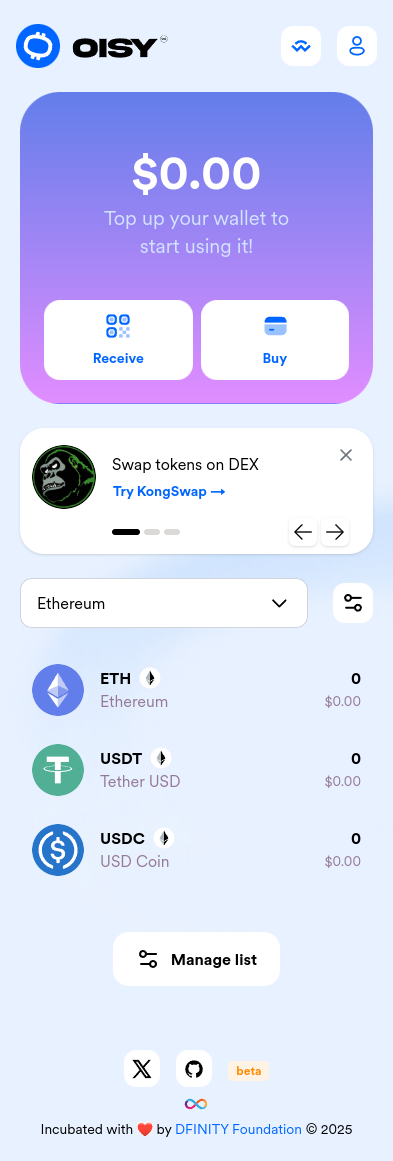 OISY
$0.00
Top up your wallet to
start using it!
Receive
Buy
Swap tokens on DEX
Try KongSwap →
Ethereum
ETH
0
Ethereum
$0.00
USDT
0
Tether USD
$0.00
USDC
0
USD Coin
$0.00
Manage list
beta
Incubated with ❤️ by DFINITY Foundation © 2025